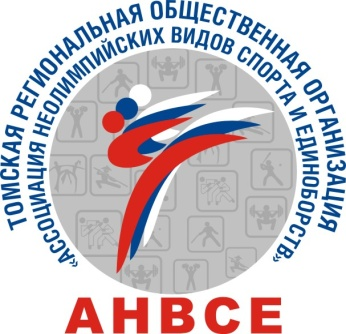 ТОМСКАЯ РЕГИОНАЛЬНАЯ ОБЩЕСТВЕННАЯ ОРГАНИЗАЦИЯ
«АССОЦИАЦИЯ НЕОЛИМПИЙСКИХ ВИДОВ СПОРТА И ЕДИНОБОРСТВ»
АНВСЕ